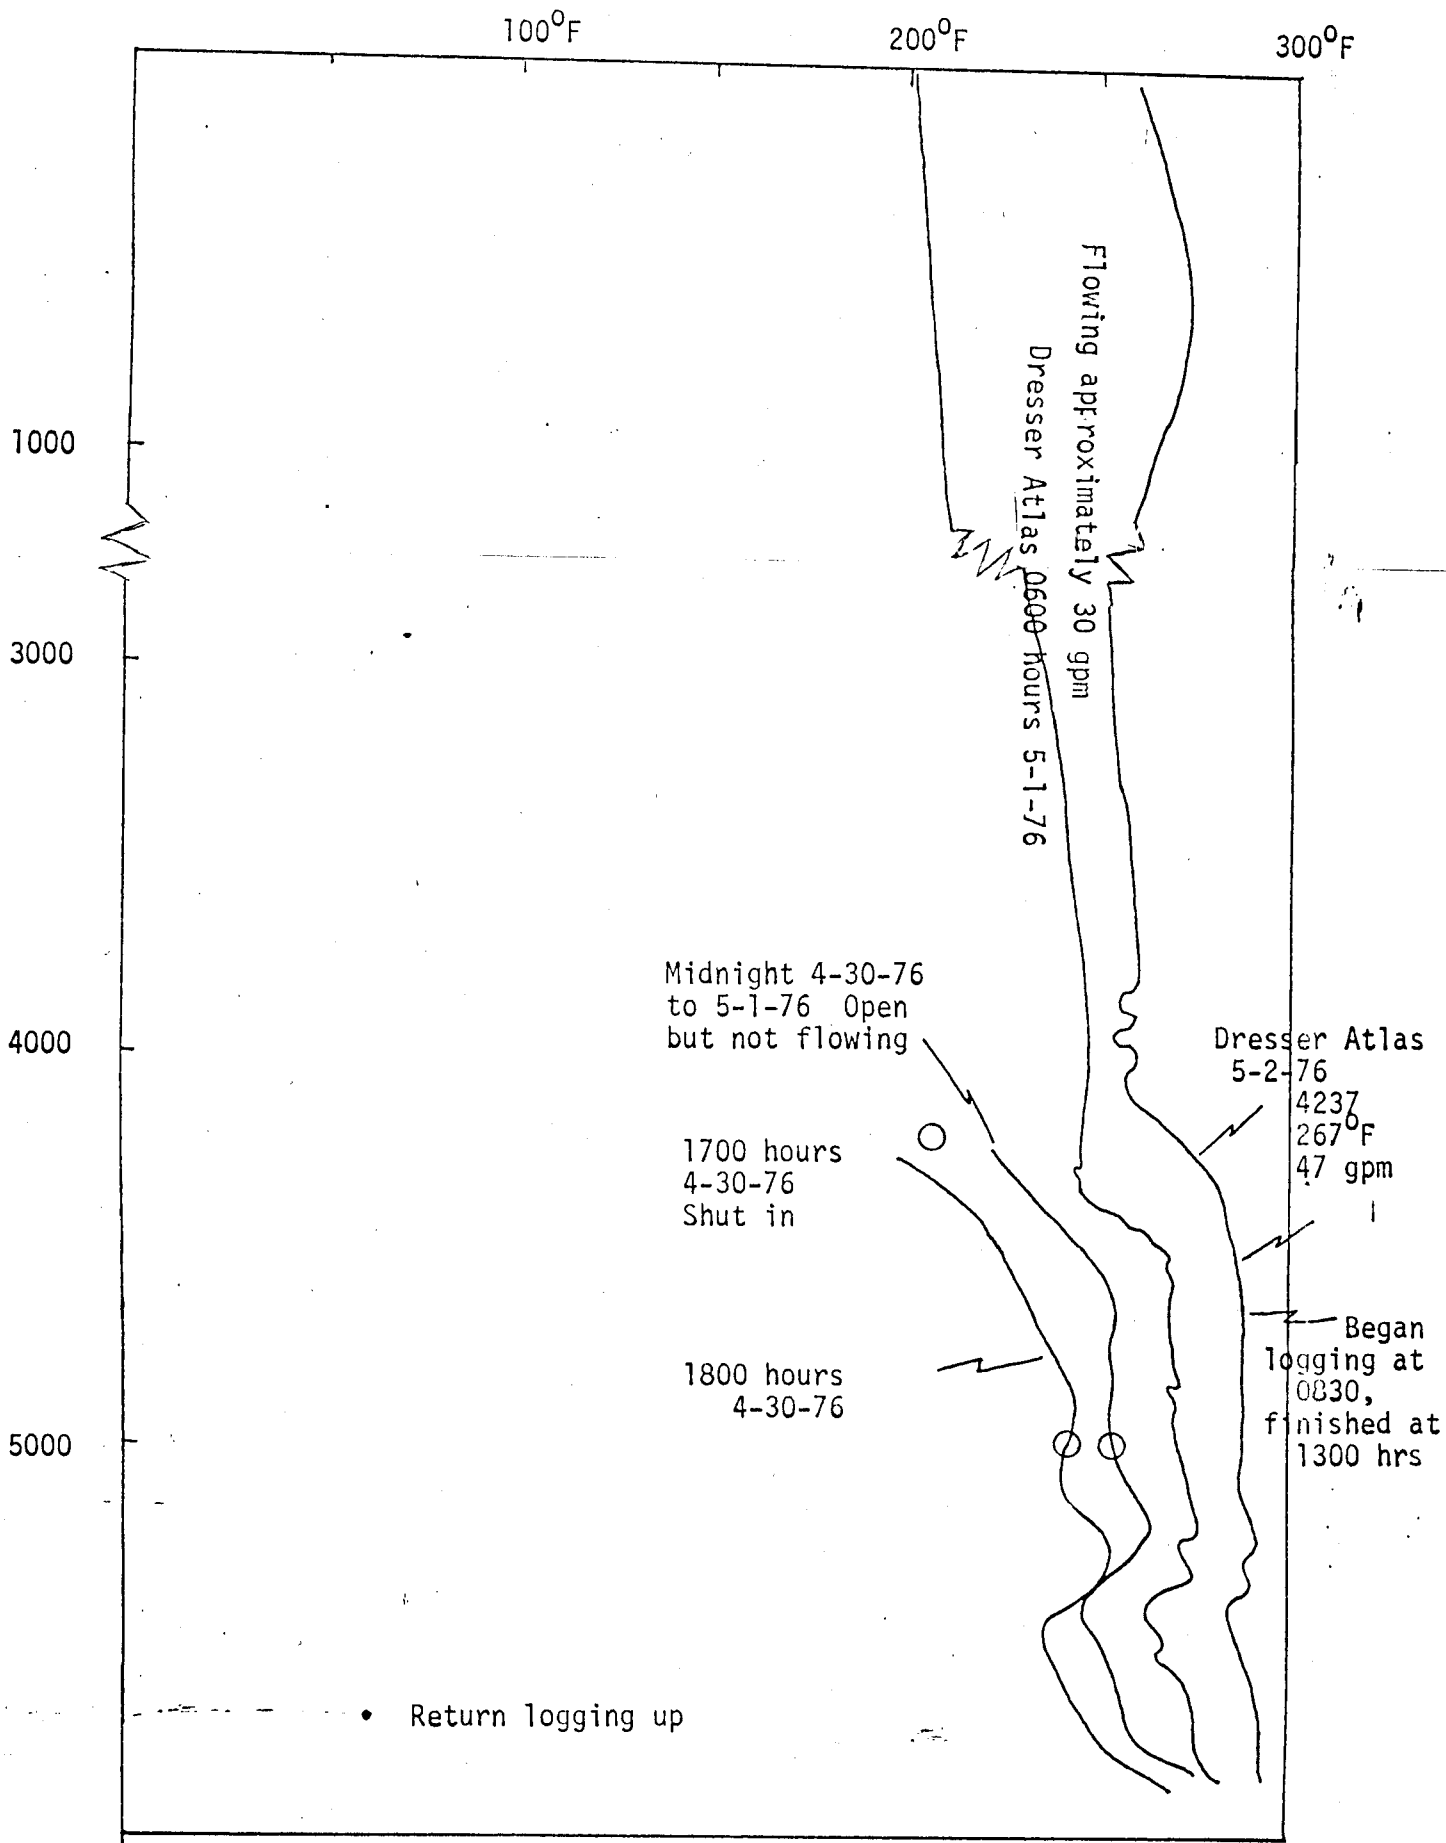 100°F
200°F
300°F
Flowing approximately 30 gpm
Dresser Atlas 0600 hours 5-1-76
1000
3000
Midnight 4-30-76
to 5-1-76 Open
but not flowing
4000
Dresser Atlas
5-2-76
4237
267°F
47 gpm
1700 hours
4-30-76
Shut in
Began
logging at
0830,
finished at
1300 hrs
1800 hours
4-30-76
5000
Return logging up